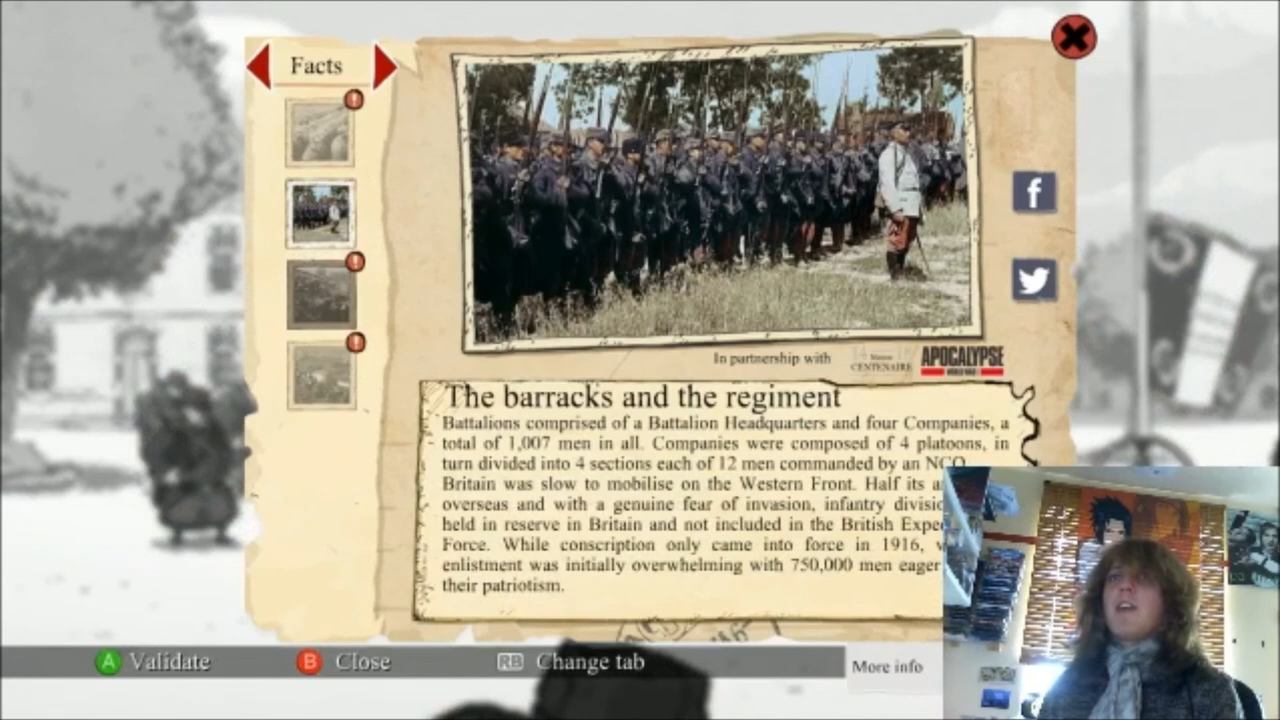 Facts
In partnership with
CENTENAIRE
APOCALYPSE
WORLD WAR I
The barracks and the regiment
Battalions comprised of a Battalion Headquarters and four Companies, a
total of 1,007 men in all. Companies were composed of 4 platoons, in
turn divided into 4 sections each of 12 men commanded by an NCO.
Britain was slow to mobilise on the Western Front. Half its a
overseas and with a genuine fear of invasion, infantry divisio
held in reserve in Britain and not included in the British Expe
Force. While conscription only came into force in 1916, v
enlistment was initially overwhelming with 750,000 men eager
their patriotism.
A Validate
B Close
RB Change tab
More info